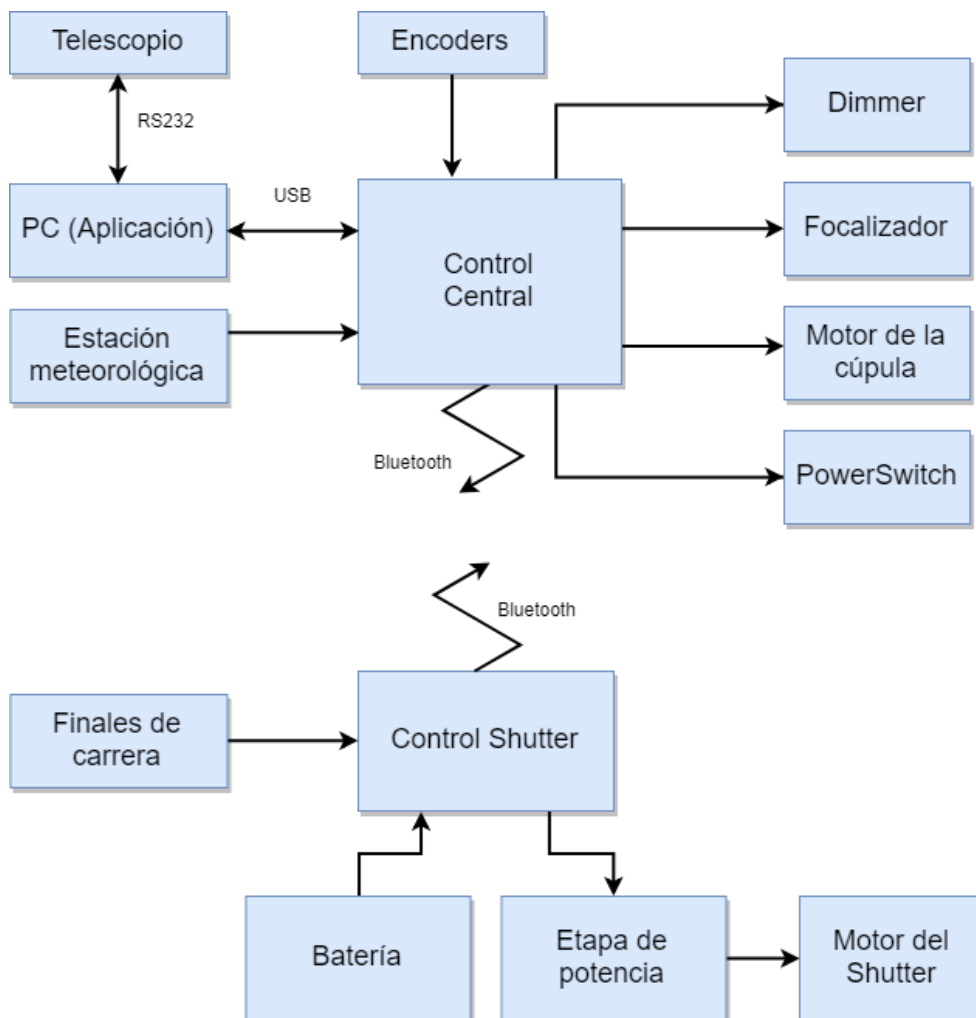 Telescopio
Encoders
Dimmer
RS232
PC (Aplicación)
USB
Focalizador
Control
Central
Estación
meteorológica
Motor de la
cúpula
Bluetooth
PowerSwitch
Bluetooth
Finales de
carrera
Control Shutter
Batería
Etapa de
potencia
Motor del
Shutter